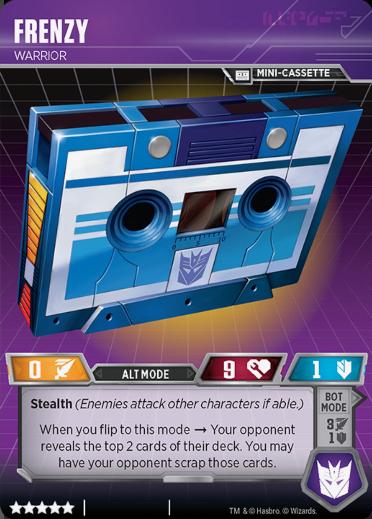 FRENZY
WARRIOR
MINI-CASSETTE
0
ALT MODE
9
1
Stealth (Enemies attack other characters if able.)
When you flip to this mode → Your opponent
reveals the top 2 cards of their deck. You may
have your opponent scrap those cards.
BOT
MODE
3
1
TM & © Hasbro. © Wizards.